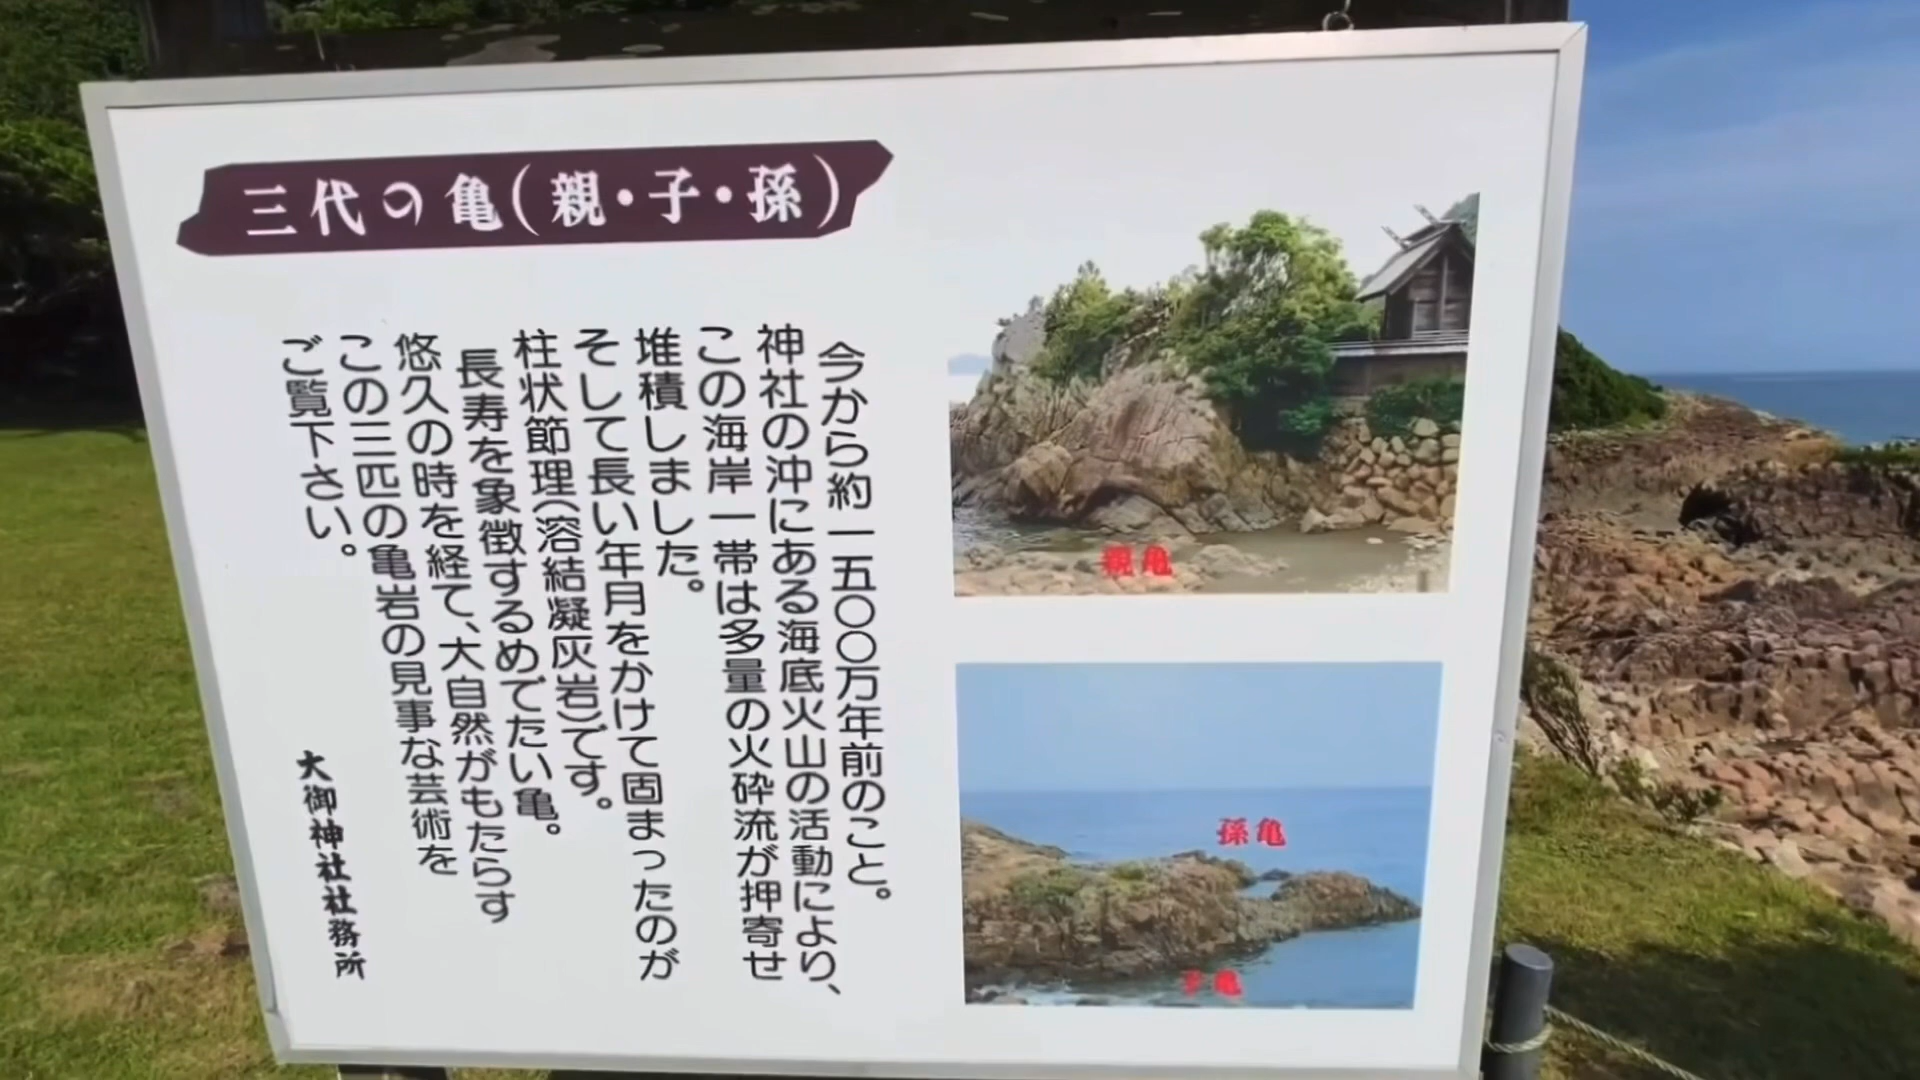 三代の亀(親・子・孫)
今から約一五〇〇万年前のこと。
神社の沖にある海底火山の活動により、
この海岸一帯は多量の火砕流が押寄せ
堆積しました。
そして長い年月をかけて固まったのが
柱状節理(溶結凝灰岩)です。
長寿を象徴するめでたい亀。
悠久の時を経て、大自然がもたらす
この三匹の亀岩の見事な芸術を
ご覧下さい。
大御神社社務所
親亀
孫亀
子亀